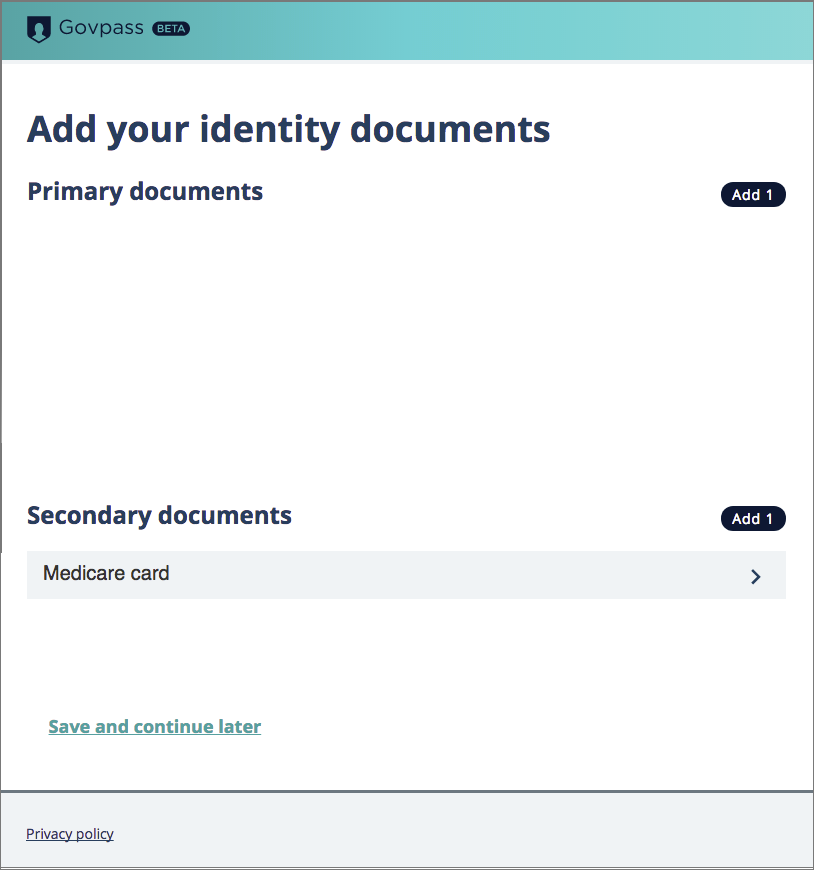 Govpass BETA
Add your identity documents
Primary documents
Add 1
Secondary documents
Add 1
Medicare card
Save and continue later
Privacy policy